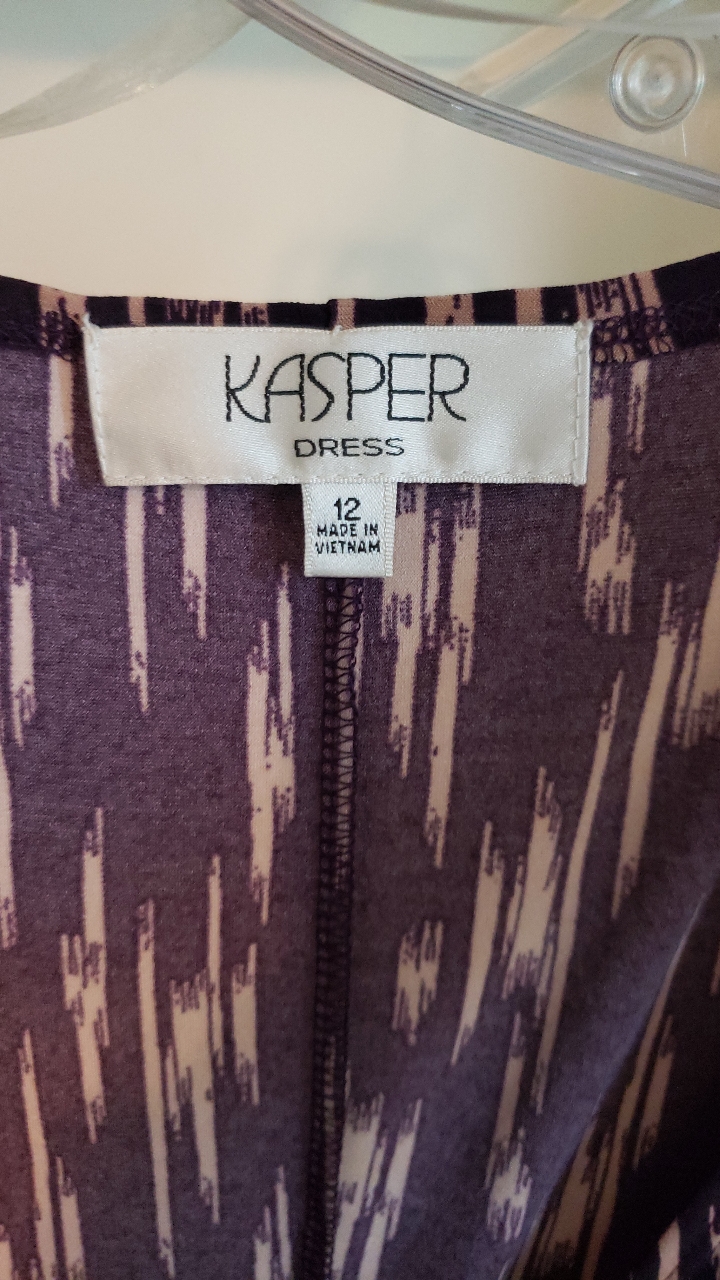 KASPER
DRESS
12
MADE IN
VIETNAM